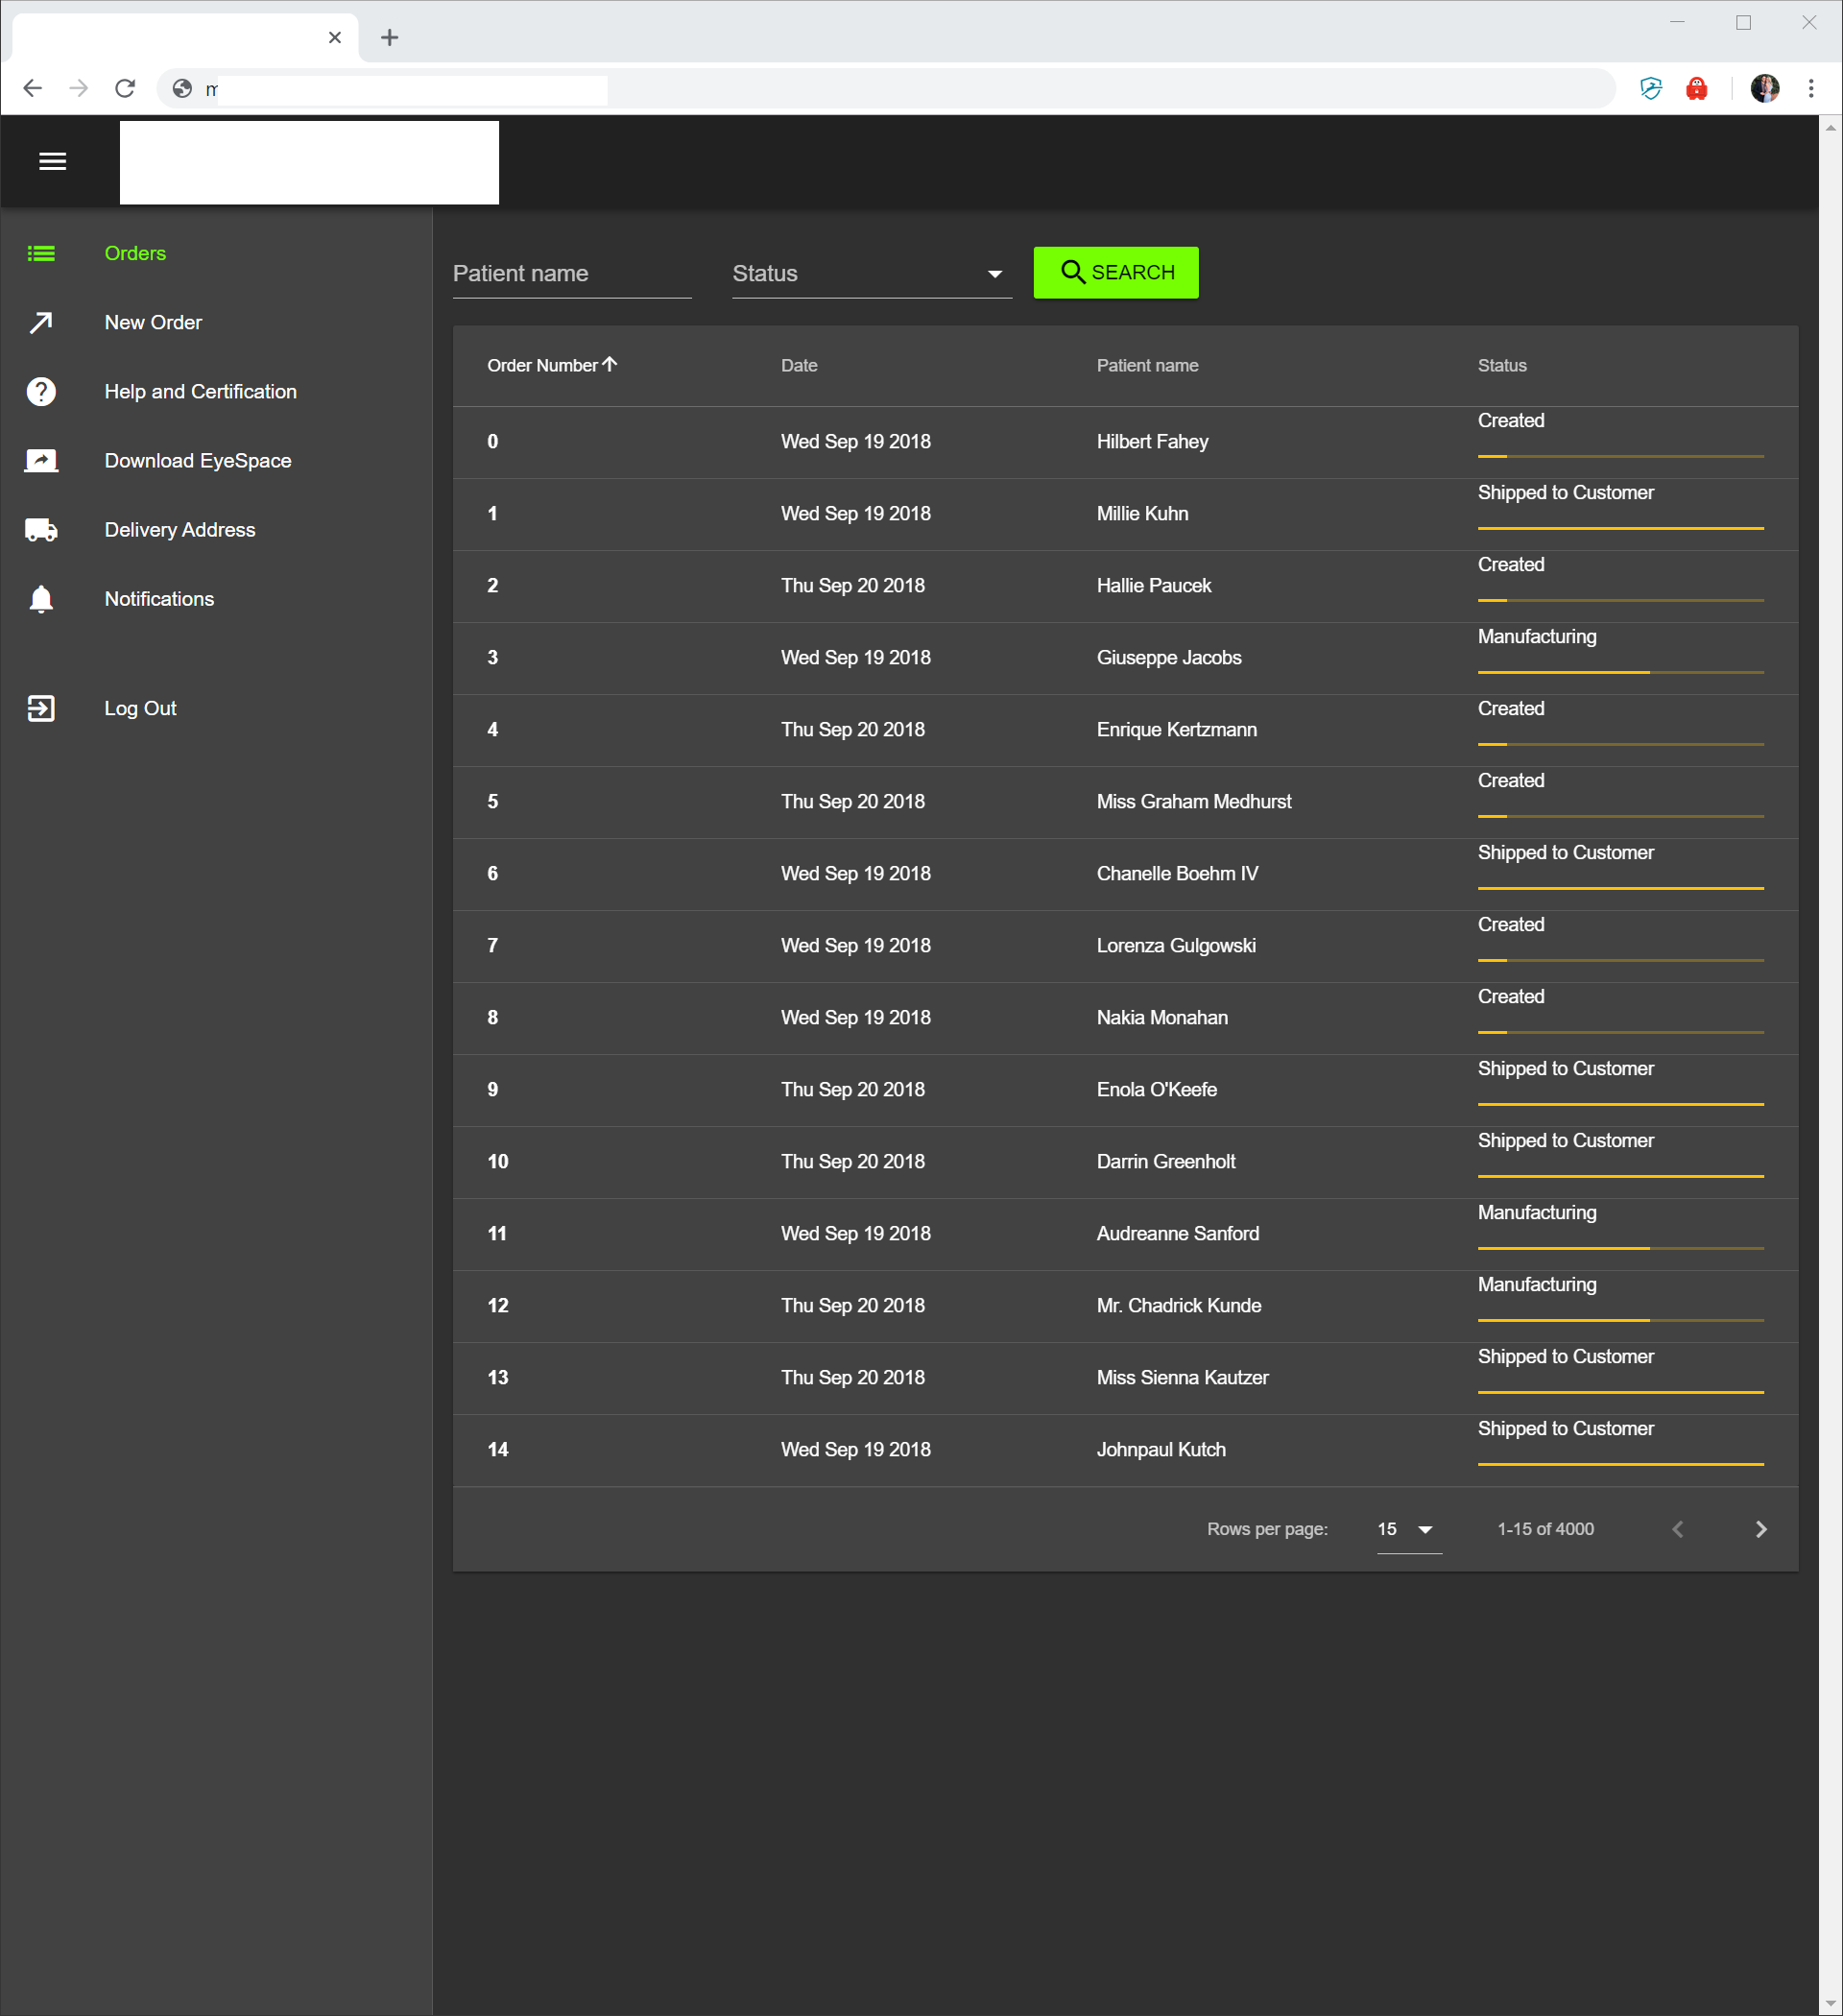 m
Orders
New Order
Help and Certification
Download EyeSpace
Delivery Address
Notifications
Log Out
Patient name Status SEARCH
Order Number Date Patient name Status
0 Wed Sep 19 2018 Hilbert Fahey Created
1 Wed Sep 19 2018 Millie Kuhn Shipped to Customer
2 Thu Sep 20 2018 Hallie Paucek Created
3 Wed Sep 19 2018 Giuseppe Jacobs Manufacturing
4 Thu Sep 20 2018 Enrique Kertzmann Created
5 Thu Sep 20 2018 Miss Graham Medhurst Created
6 Wed Sep 19 2018 Chanelle Boehm IV Shipped to Customer
7 Wed Sep 19 2018 Lorenza Gulgowski Created
8 Wed Sep 19 2018 Nakia Monahan Created
9 Thu Sep 20 2018 Enola O'Keefe Shipped to Customer
10 Thu Sep 20 2018 Darrin Greenholt Shipped to Customer
11 Wed Sep 19 2018 Audreanne Sanford Manufacturing
12 Thu Sep 20 2018 Mr. Chadrick Kunde Manufacturing
13 Thu Sep 20 2018 Miss Sienna Kautzer Shipped to Customer
14 Wed Sep 19 2018 Johnpaul Kutch Shipped to Customer
Rows per page: 15 1-15 of 4000